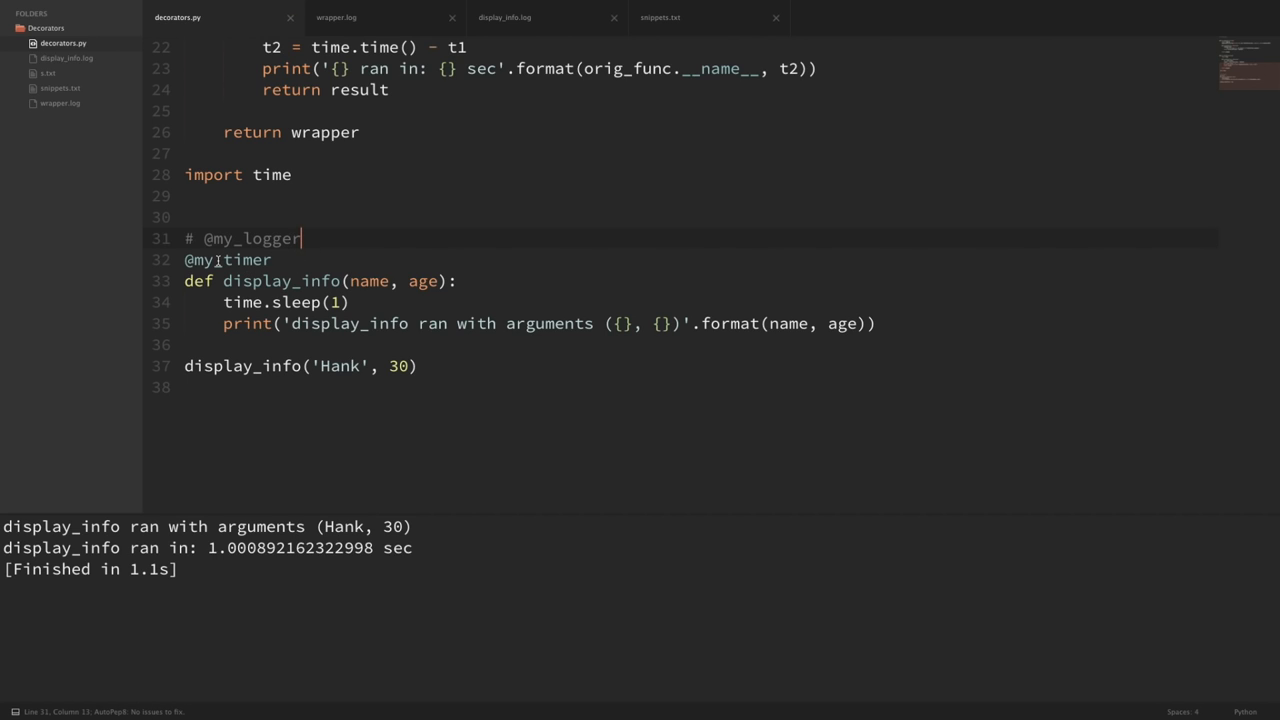 FOLDERS
Decorators
decorators.py
display_info.log
s.txt
snippets.txt
wrapper.log
decorators.py
wrapper.log
display_info.log
snippets.txt
22 t2 = time.time() - t1
23 print('{} ran in: {} sec'.format(orig_func.__name__, t2))
24 return result
25
26 return wrapper
27
28 import time
29
30
31 # @my_logger
32 @my_timer
33 def display_info(name, age):
34 time.sleep(1)
35 print('display_info ran with arguments ({}, {})'.format(name, age))
36
37 display_info('Hank', 30)
38
display_info ran with arguments (Hank, 30)
display_info ran in: 1.000892162322998 sec
[Finished in 1.1s]
Line 31, Column 13; AutoPep8: No issues to fix.
Spaces: 4
Python